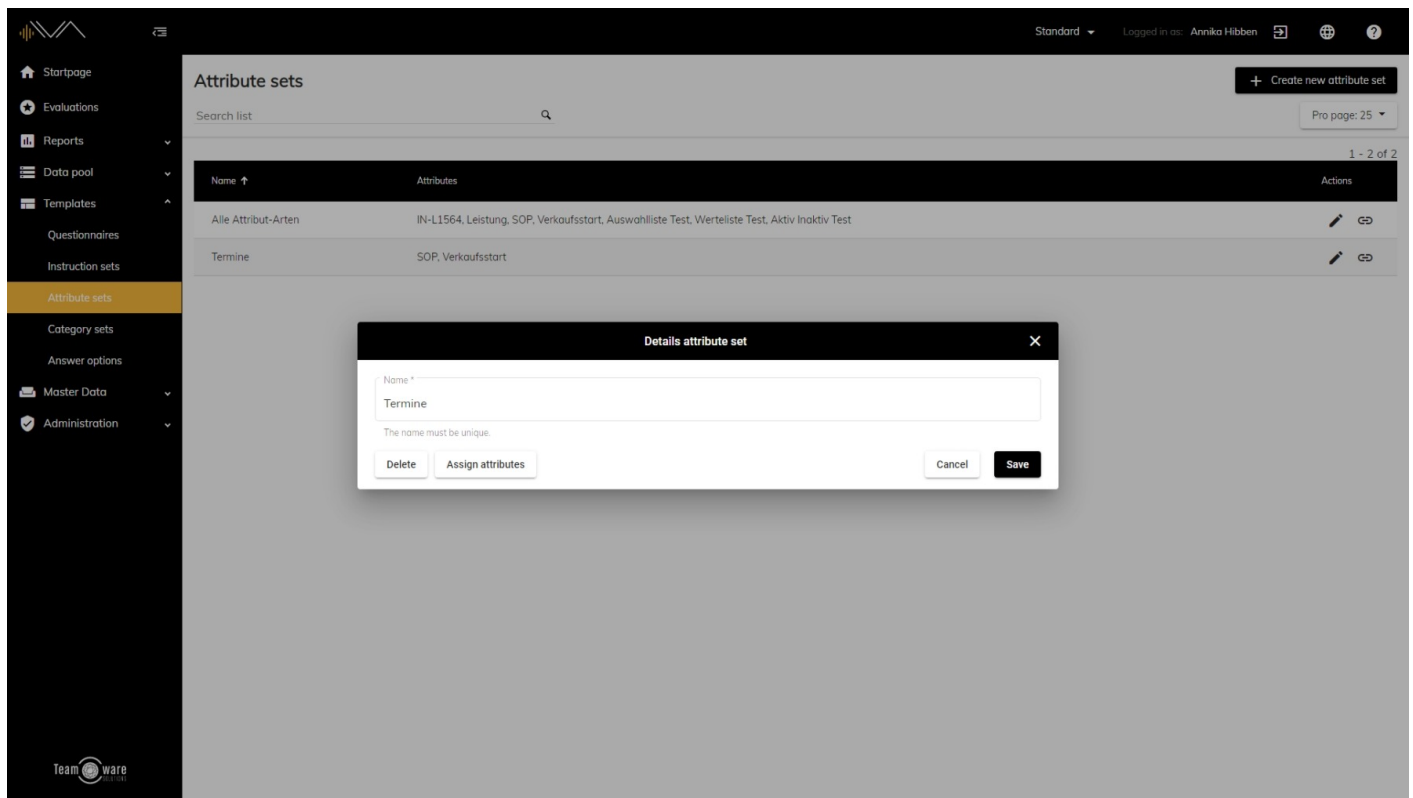 Standard Logged in as: Annika Hibben
Startpage
Evaluations
Reports
Data pool
Templates
Questionnaires
Instruction sets
Attribute sets
Category sets
Answer options
Master Data
Administration
Team ware
SOLUTIONS
Attribute sets
+ Create new attribute set
Search list
Pro page: 25
1 - 2 of 2
Name Attributes Actions
Alle Attribut-Arten IN-L1564, Leistung, SOP, Verkaufsstart, Auswahlliste Test, Werteliste Test, Aktiv Inaktiv Test
Termine SOP, Verkaufsstart
Details attribute set
Name *
Termine
The name must be unique.
Delete Assign attributes Cancel Save